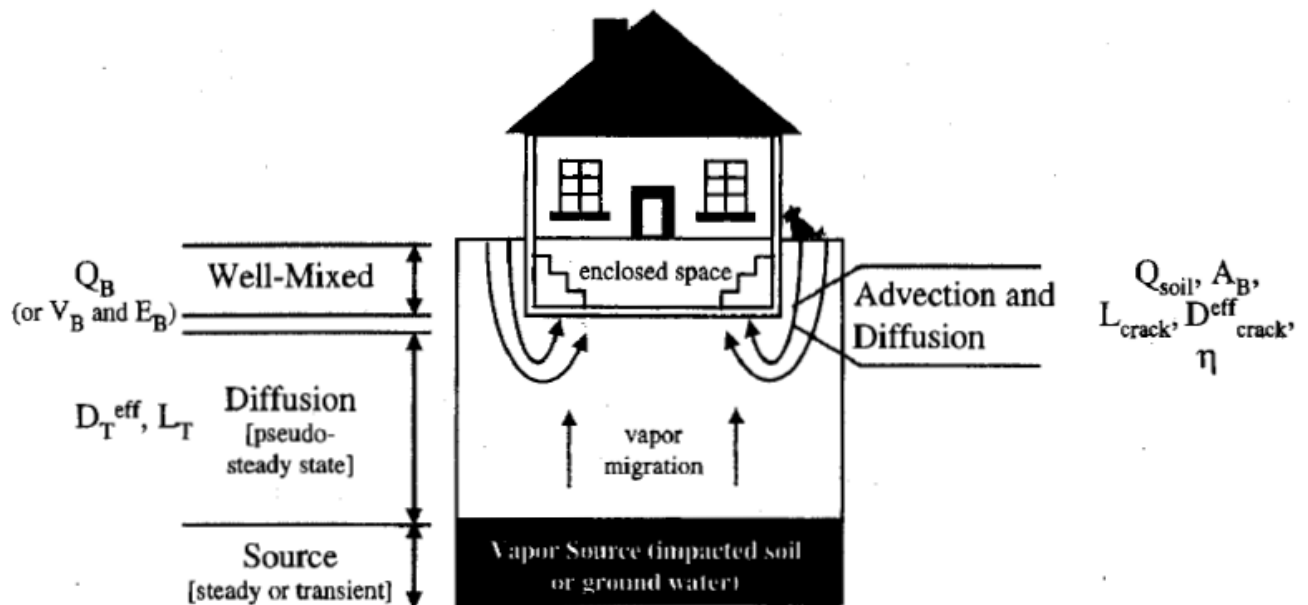 enclosed space
Q_B
(or V_B and E_B)
Well-Mixed
Advection and
Diffusion
Q_soil, A_B,
L_crack, D^eff_crack,
η
D_T^eff, L_T
Diffusion
[pseudo-
steady state]
vapor
migration
Source
[steady or transient]
Vapor Source (impacted soil
or ground water)